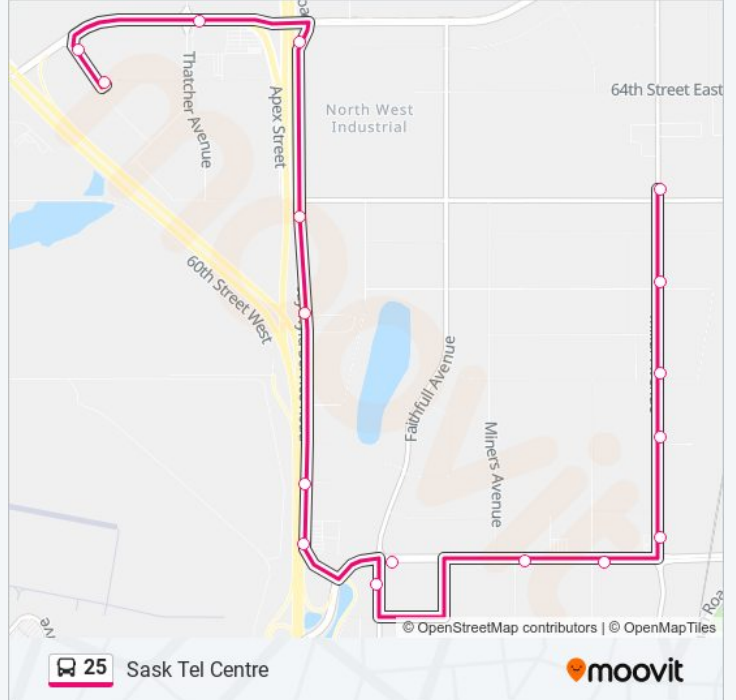 64th Street East
Thatcher Avenue
Apex Street
North West
Industrial
60th Street West
Faithfull Avenue
Miners Avenue
moovit
© OpenStreetMap contributors | © OpenMapTiles
25 Sask Tel Centre
moovit